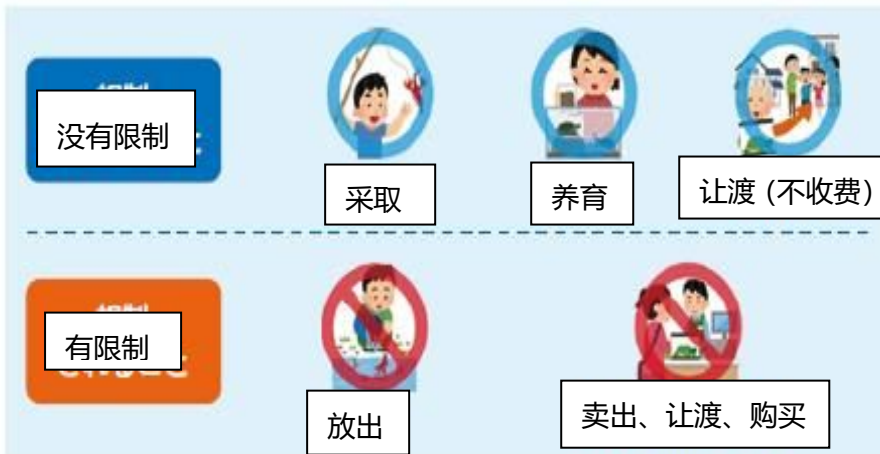 没有限制
采取
养育
让渡（不收费）
有限制
放出
卖出、让渡、购买